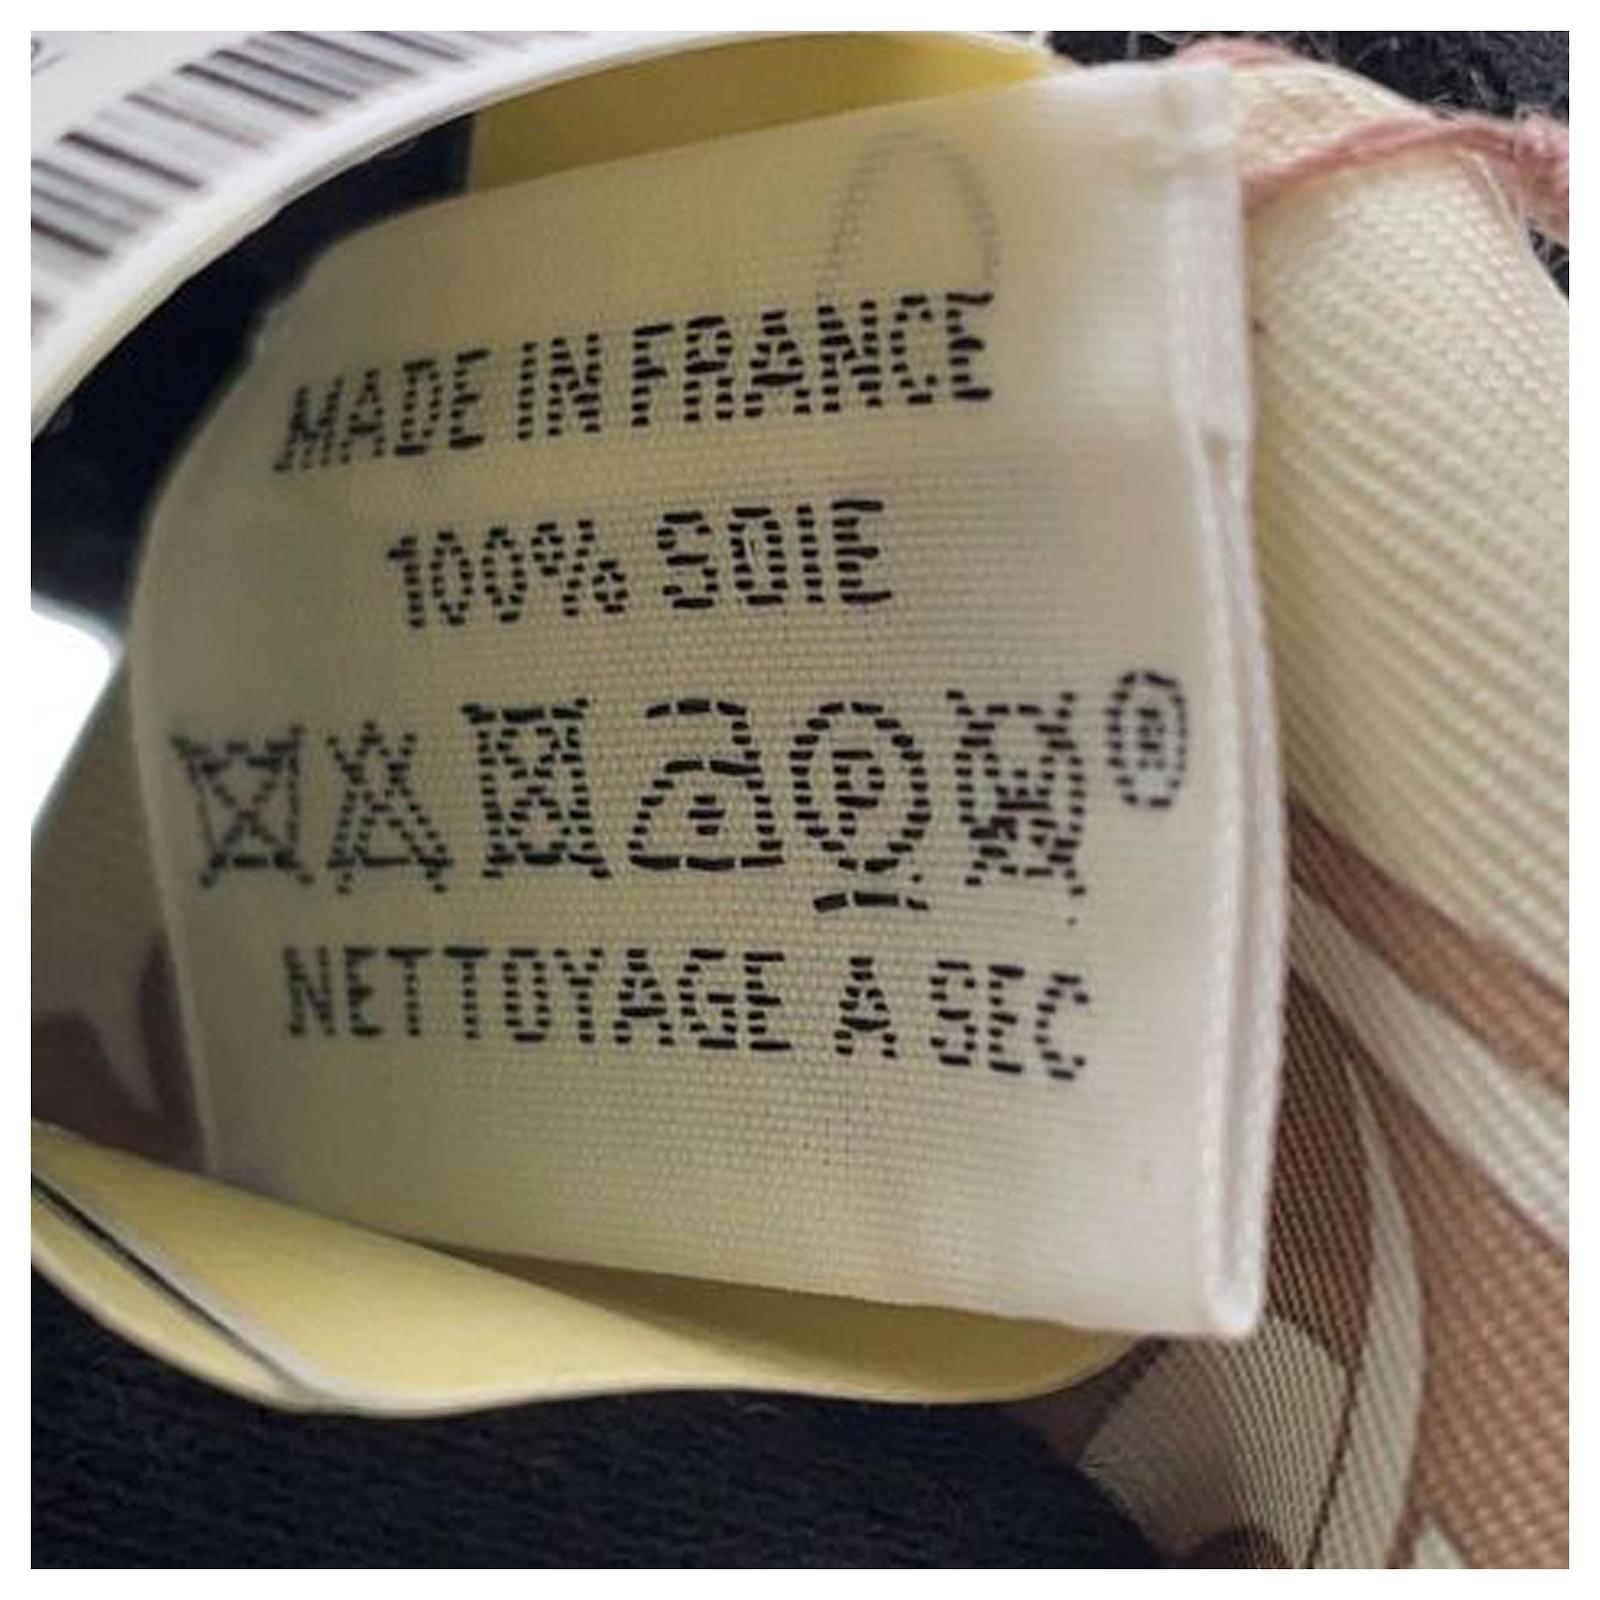 MADE IN FRANCE
100% SOIE
P W ®
NETTOYAGE A SEC